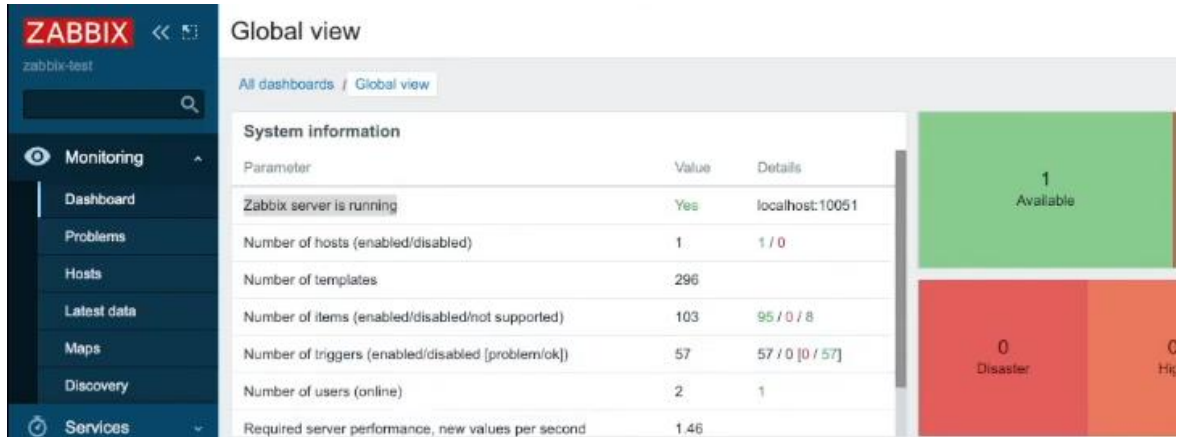 ZABBIX
zabbix-test
Monitoring
Dashboard
Problems
Hosts
Latest data
Maps
Discovery
Services
Global view
All dashboards / Global view
System information
Parameter Value Details
Zabbix server is running Yes localhost:10051
Number of hosts (enabled/disabled) 1 1 / 0
Number of templates 296
Number of items (enabled/disabled/not supported) 103 95 / 0 / 8
Number of triggers (enabled/disabled [problem/ok]) 57 57 / 0 [0 / 57]
Number of users (online) 2 1
Required server performance, new values per second 1.46
1
Available
0
Disaster